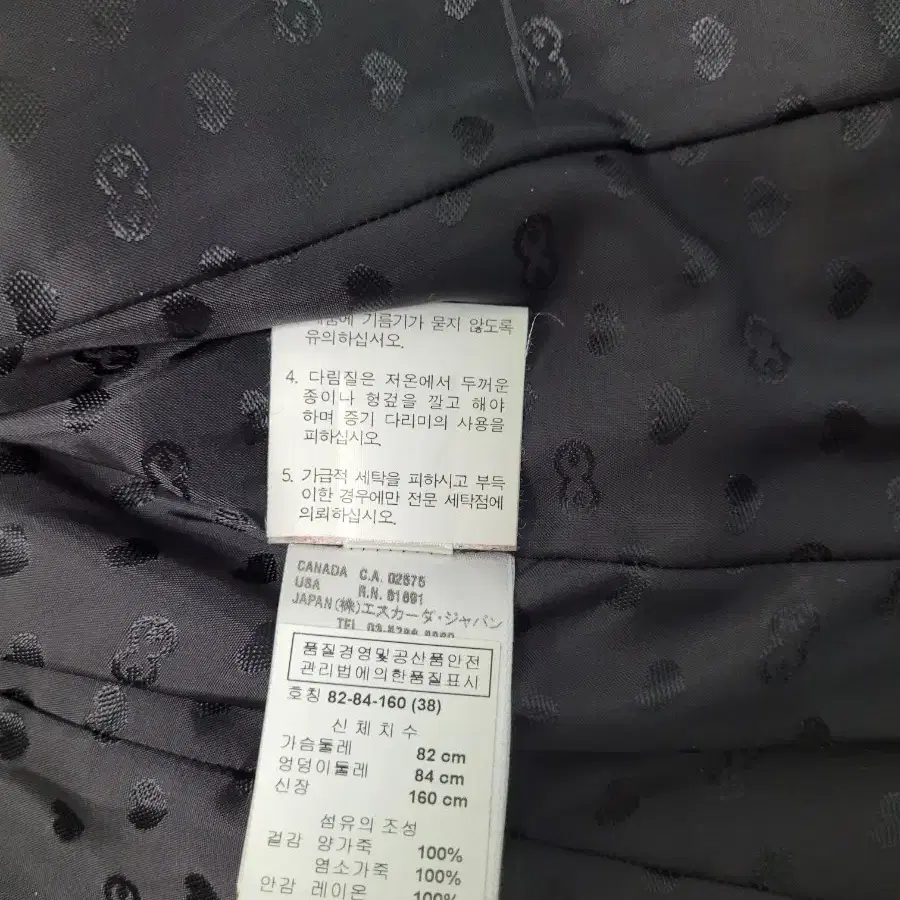 기름기가 묻지 않도록
유의하십시오.
4. 다림질은 저온에서 두꺼운
종이나 헝겊을 깔고 해야
하며 증기 다리미의 사용을
피하십시오.
5. 가급적 세탁을 피하시고 부득
이한 경우에만 전문 세탁점에
의뢰하십시오.
CANADA C.A. 02675
USA R.N. 81691
JAPAN (株)エスカーダ・ジャパン
TEL
품질경영및공산품안전
관리법에의한품질표시
호칭 82-84-160 (38)
신체치수
가슴둘레 82 cm
엉덩이둘레 84 cm
신장 160 cm
섬유의 조성
겉감 양가죽 100%
염소가죽 100%
안감 레이온 100%